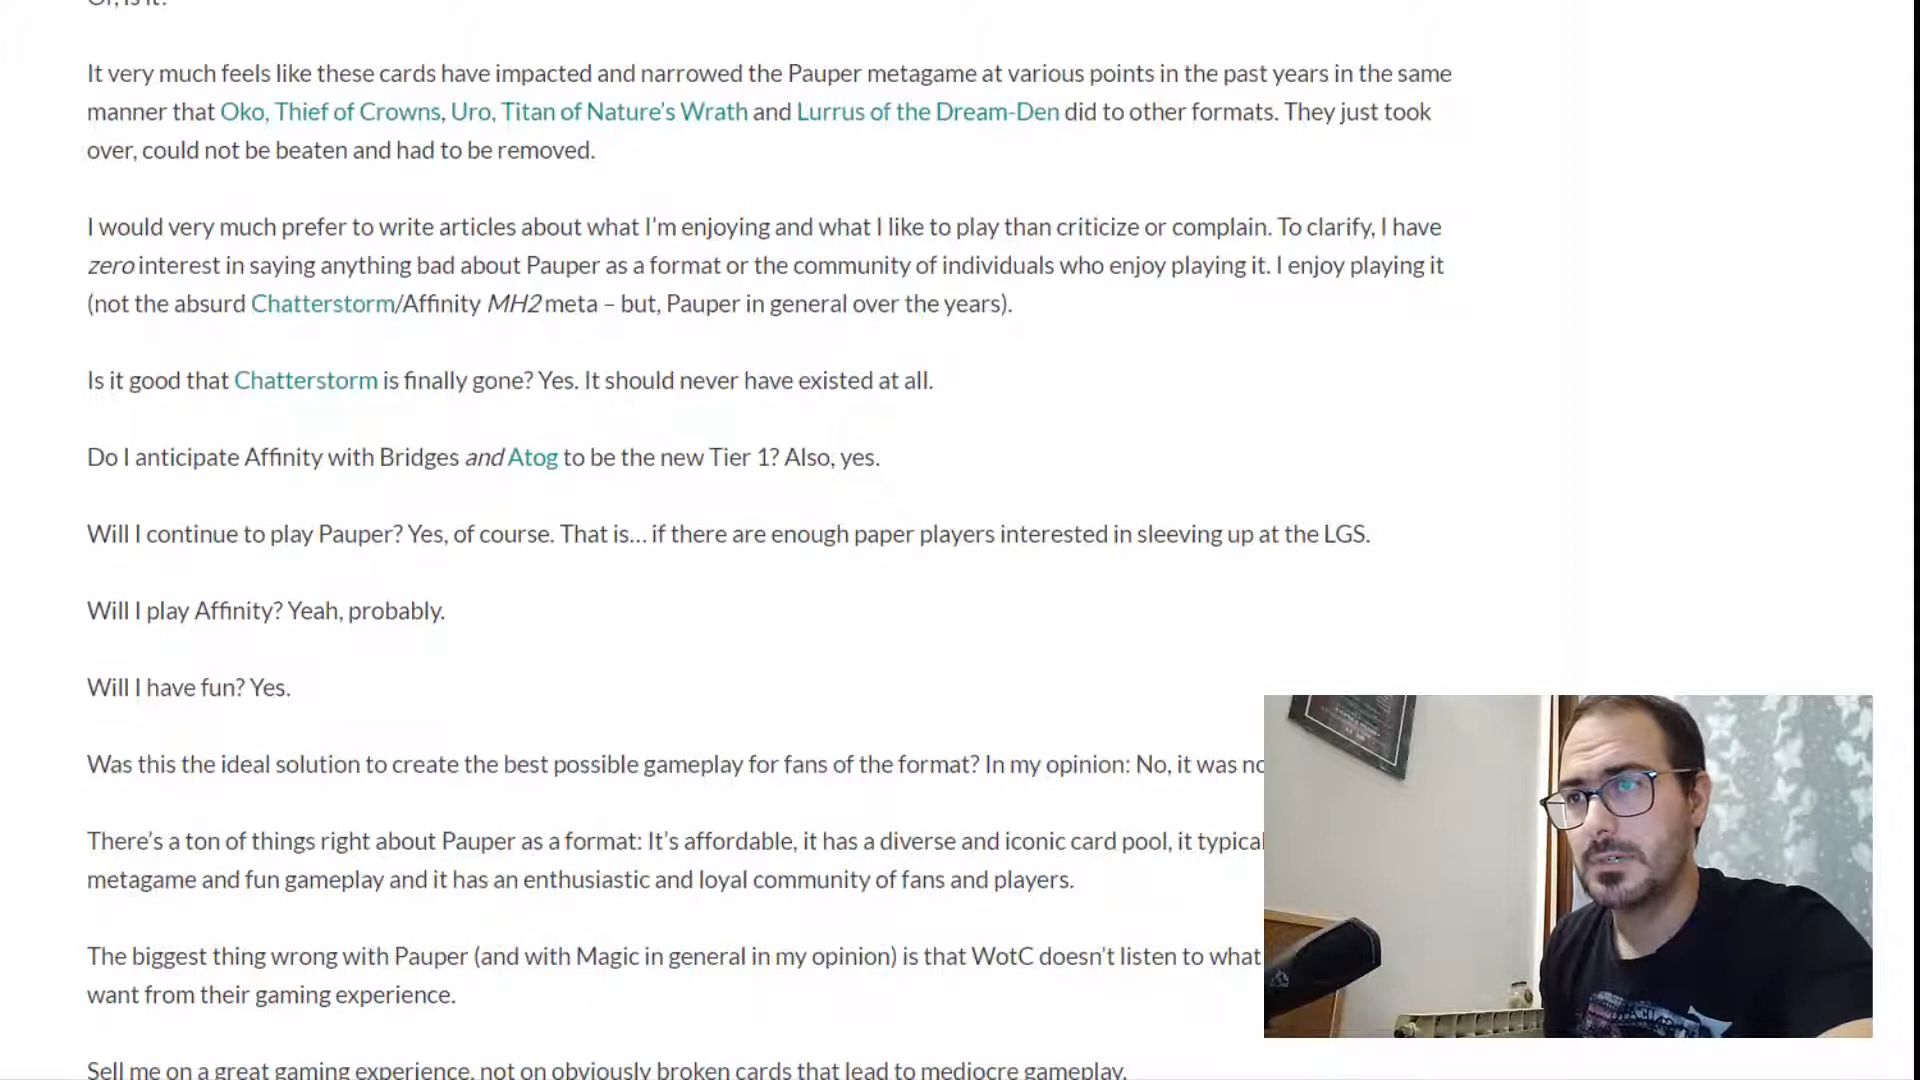 Or, is it?
It very much feels like these cards have impacted and narrowed the Pauper metagame at various points in the past years in the same
manner that Oko, Thief of Crowns, Uro, Titan of Nature's Wrath and Lurrus of the Dream-Den did to other formats. They just took
over, could not be beaten and had to be removed.
I would very much prefer to write articles about what I'm enjoying and what I like to play than criticize or complain. To clarify, I have
zero interest in saying anything bad about Pauper as a format or the community of individuals who enjoy playing it. I enjoy playing it
(not the absurd Chatterstorm/Affinity MH2 meta – but, Pauper in general over the years).
Is it good that Chatterstorm is finally gone? Yes. It should never have existed at all.
Do I anticipate Affinity with Bridges and Atog to be the new Tier 1? Also, yes.
Will I continue to play Pauper? Yes, of course. That is… if there are enough paper players interested in sleeving up at the LGS.
Will I play Affinity? Yeah, probably.
Will I have fun? Yes.
Was this the ideal solution to create the best possible gameplay for fans of the format? In my opinion: No, it was
There's a ton of things right about Pauper as a format: It's affordable, it has a diverse and iconic card pool, it
metagame and fun gameplay and it has an enthusiastic and loyal community of fans and players.
The biggest thing wrong with Pauper (and with Magic in general in my opinion) is that WotC doesn't listen to what
want from their gaming experience.
Sell me on a great gaming experience, not on obviously broken cards that lead to mediocre gameplay.